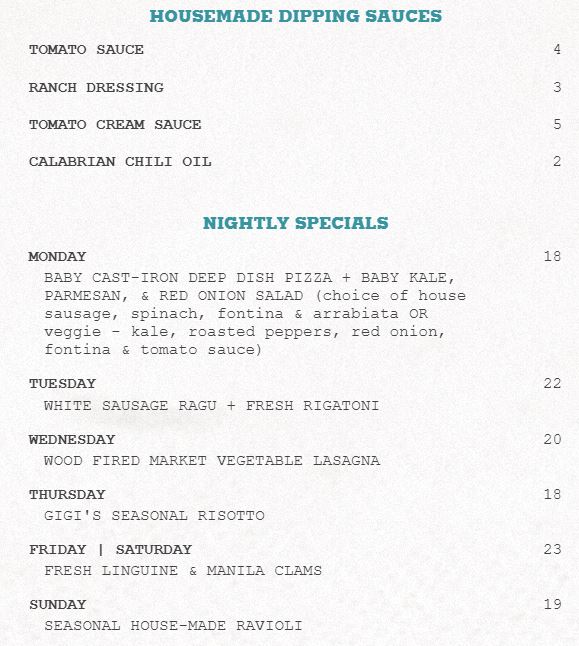 HOUSEMADE DIPPING SAUCES
TOMATO SAUCE 4
RANCH DRESSING 3
TOMATO CREAM SAUCE 5
CALABRIAN CHILI OIL 2
NIGHTLY SPECIALS
MONDAY 18
BABY CAST-IRON DEEP DISH PIZZA + BABY KALE,
PARMESAN, & RED ONION SALAD (choice of house
sausage, spinach, fontina & arrabiata OR
veggie - kale, roasted peppers, red onion,
fontina & tomato sauce)
TUESDAY 22
WHITE SAUSAGE RAGU + FRESH RIGATONI
WEDNESDAY 20
WOOD FIRED MARKET VEGETABLE LASAGNA
THURSDAY 18
GIGI'S SEASONAL RISOTTO
FRIDAY | SATURDAY 23
FRESH LINGUINE & MANILA CLAMS
SUNDAY 19
SEASONAL HOUSE-MADE RAVIOLI